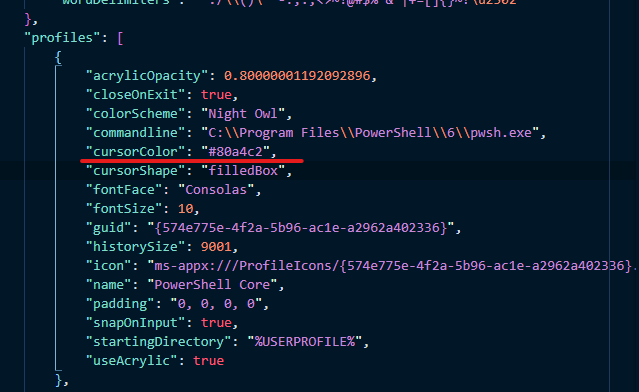 },
"profiles": [
{
"acrylicOpacity": 0.80000001192092896,
"closeOnExit": true,
"colorScheme": "Night Owl",
"commandline": "C:\\Program Files\\PowerShell\\6\\pwsh.exe",
"cursorColor": "#80a4c2",
"cursorShape": "filledBox",
"fontFace": "Consolas",
"fontSize": 10,
"guid": "{574e775e-4f2a-5b96-ac1e-a2962a402336}",
"historySize": 9001,
"icon": "ms-appx:///ProfileIcons/{574e775e-4f2a-5b96-ac1e-a2962a402336}.
"name": "PowerShell Core",
"padding": "0, 0, 0, 0",
"snapOnInput": true,
"startingDirectory": "%USERPROFILE%",
"useAcrylic": true
},